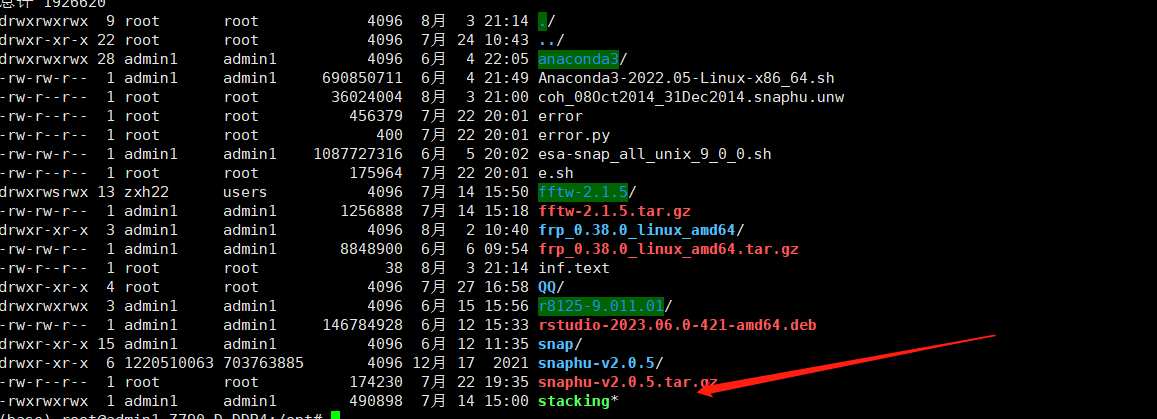 总计 1926620
drwxrwxrwx  9 root       root            4096  8月  3 21:14 ./
drwxr-xr-x 22 root       root            4096  7月 24 10:43 ../
drwxrwxrwx 28 admin1     admin1          4096  6月  4 22:05 anaconda3/
-rw-rw-r--  1 admin1     admin1     690850711  6月  4 21:49 Anaconda3-2022.05-Linux-x86_64.sh
-rw-r--r--  1 root       root        36024004  8月  3 21:00 coh_08Oct2014_31Dec2014.snaphu.unw
-rw-r--r--  1 root       root          456379  7月 22 20:01 error
-rw-r--r--  1 root       root             400  7月 22 20:01 error.py
-rw-rw-r--  1 admin1     admin1    1087727316  6月  5 20:02 esa-snap_all_unix_9_0_0.sh
-rw-r--r--  1 root       root          175964  7月 22 20:01 e.sh
drwxrwsrwx 13 zxh22      users           4096  7月 14 15:50 fftw-2.1.5/
-rw-rw-r--  1 admin1     admin1       1256888  7月 14 15:18 fftw-2.1.5.tar.gz
drwxr-xr-x  3 admin1     admin1          4096  8月  2 10:40 frp_0.38.0_linux_amd64/
-rw-rw-r--  1 admin1     admin1       8848900  6月  6 09:54 frp_0.38.0_linux_amd64.tar.gz
-rw-r--r--  1 root       root              38  8月  3 21:14 inf.text
drwxr-xr-x  4 root       root            4096  7月 27 16:58 QQ/
drwxrwxrwx  3 admin1     admin1          4096  6月 15 15:56 r8125-9.011.01/
-rw-rw-r--  1 admin1     admin1     146784928  6月 12 15:33 rstudio-2023.06.0-421-amd64.deb
drwxr-xr-x 15 admin1     admin1          4096  6月 12 11:35 snap/
drwxr-xr-x  6 1220510063 703763885       4096 12月 17  2021 snaphu-v2.0.5/
-rw-r--r--  1 root       root          174230  7月 22 19:35 snaphu-v2.0.5.tar.gz
-rwxrwxrwx  1 admin1     admin1        490898  7月 14 15:00 stacking*
(base) root@admin1-Z790-D-DDR4:/opt#